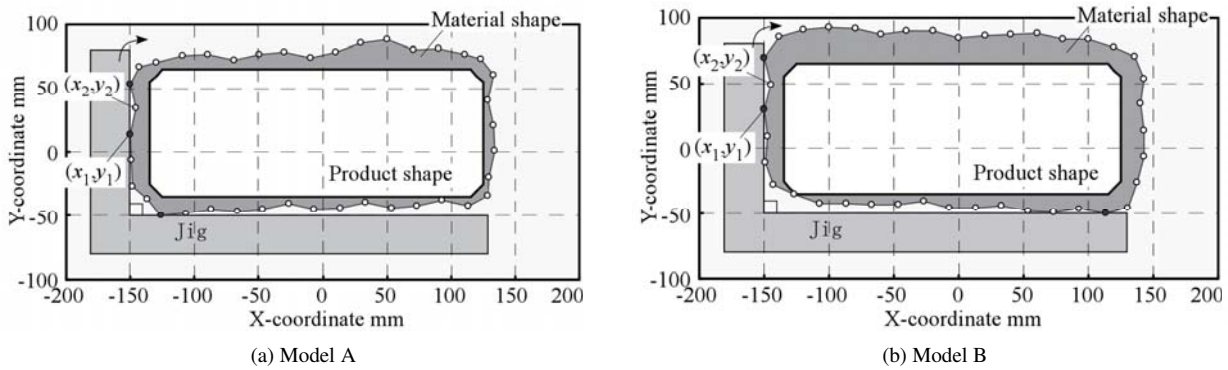 100
50
0
-50
100
Y-coordinate mm
(x2,y2)
(x1,y1)
Material shape
Product shape
Jig
-200 -150 -100 -50 0 50 100 150 200
X-coordinate mm
(a) Model A
100
50
0
-50
100
Y-coordinate mm
(x2,y2)
(x1,y1)
Material shape
Product shape
Jig
-200 -150 -100 -50 0 50 100 150 200
X-coordinate mm
(b) Model B